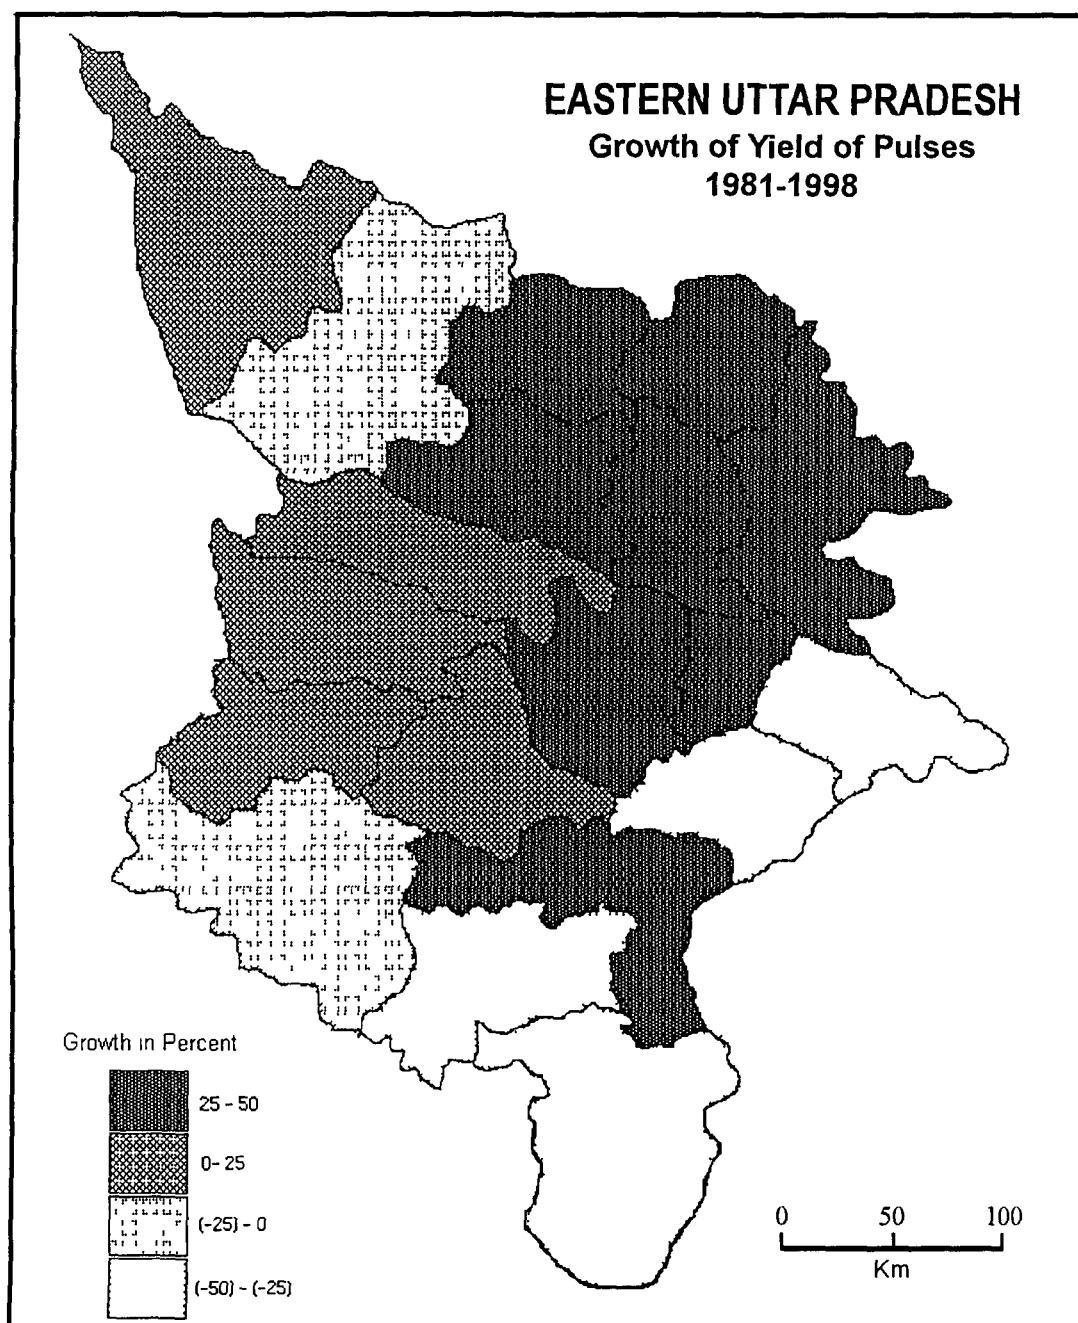 EASTERN UTTAR PRADESH
Growth of Yield of Pulses
1981-1998
Growth in Percent
25 - 50
0- 25
(-25) - 0
(-50) - (-25)
0 50 100
Km